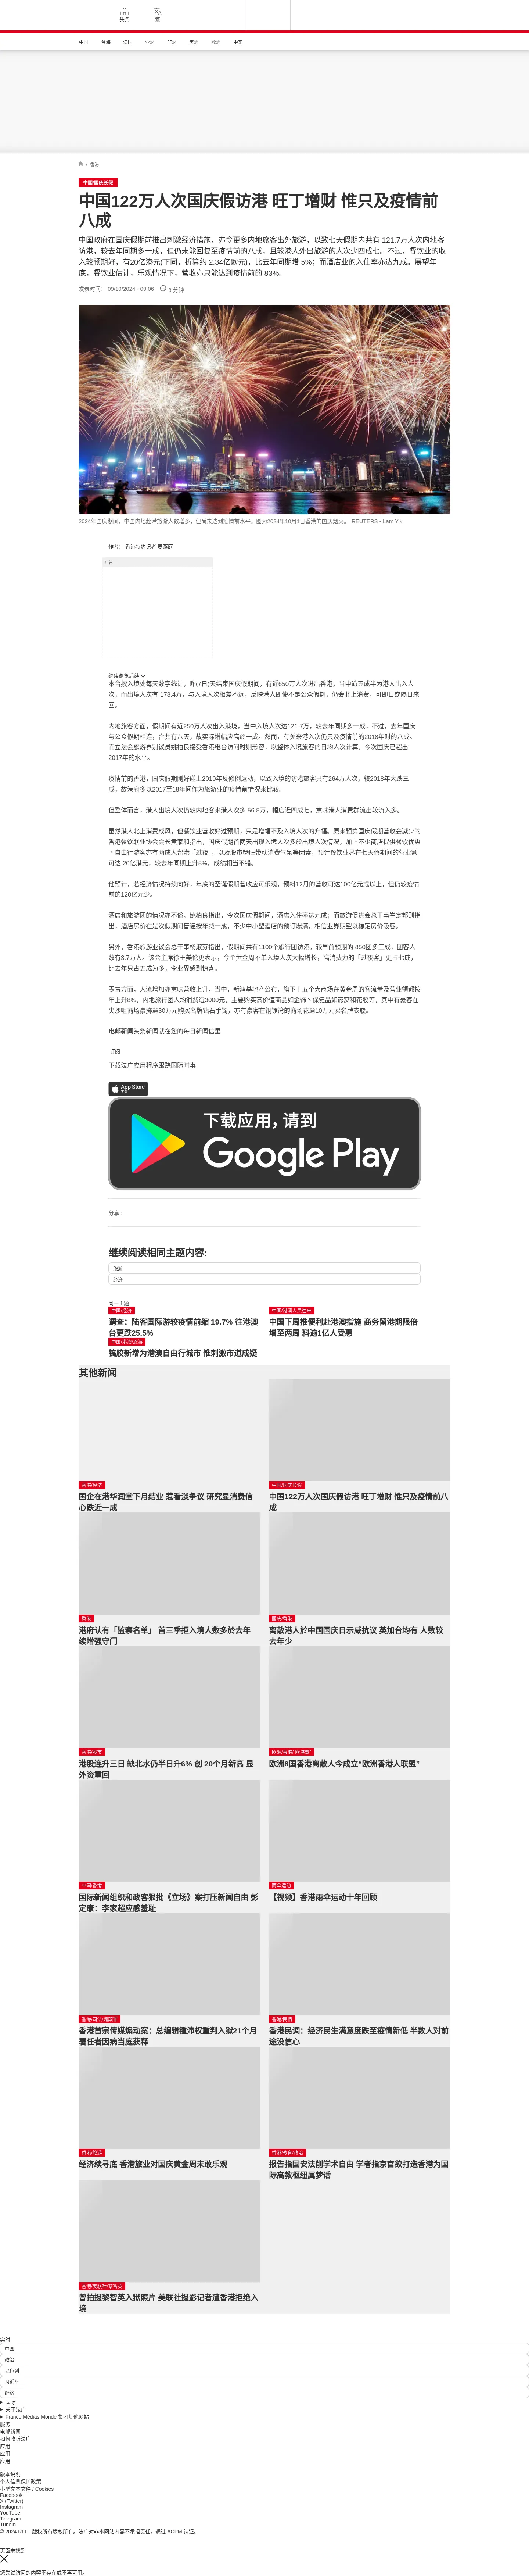 头条
繁
中国
台海
法国
亚洲
非洲
美洲
欧洲
中东
/ 香港
中国/国庆长假
中国122万人次国庆假访港 旺丁增财 惟只及疫情前
八成
中国政府在国庆假期前推出刺激经济措施，亦令更多内地旅客出外旅游，以致七天假期内共有 121.7万人次内地客
访港，较去年同期多一成，但仍未能回复至疫情前的八成，且较港人外出旅游的人次少四成七。不过，餐饮业的收
入较预期好，有20亿港元(下同，折算约 2.34亿欧元)，比去年同期增 5%；而酒店业的入住率亦达九成。展望年
底，餐饮业估计，乐观情况下，营收亦只能达到疫情前的 83%。
发表时间： 09/10/2024 - 09:06
8 分钟
2024年国庆期间，中国内地赴港旅游人数增多，但尚未达到疫情前水平。图为2024年10月1日香港的国庆烟火。 REUTERS - Lam Yik
作者： 香港特约记者 麦燕庭
广告
继续浏览后续
本台按入境处每天数字统计，昨(7日)天结束国庆假期间，有近650万人次进出香港，当中逾五成半为港人出入人
次，而出境人次有 178.4万，与入境人次相差不远，反映港人即使不是公众假期，仍会北上消费，可即日或隔日来
回。
内地旅客方面，假期间有近250万人次出入港境，当中入境人次达121.7万，较去年同期多一成，不过，去年国庆
与公众假期相连，合共有八天，故实际增幅应高於一成。然而，有关来港入次仍只及疫情前的2018年时的八成。
而立法会旅游界别议员姚柏良接受香港电台访问时则形容，以整体入境旅客的日均人次计算，今次国庆已超出
2017年的水平。
疫情前的香港，国庆假期刚好碰上2019年反修例运动，以致入境的访港旅客只有264万人次，较2018年大跌三
成，故港府多以2017至18年间作为旅游业的疫情前情况来比较。
但整体而言，港人出境人次仍较内地客来港人次多 56.8万，幅度近四成七，意味港人消费群流出较流入多。
虽然港人北上消费成风，但餐饮业营收好过预期，只是增幅不及入境人次的升幅。原来预算国庆假期营收会减少的
香港餐饮联业协会会长黄家和指出，国庆假期首两天出现入境人次多於出境人次情况，加上不少商店提供餐饮优惠
丶自由行游客亦有两成人留港「过夜」，以及股市畅旺带动消费气氛等因素，预计餐饮业界在七天假期间的营业额
可达 20亿港元，较去年同期上升5%，成绩相当不错。
他预计，若经济情况持续向好，年底的圣诞假期营收应可乐观，预料12月的营收可达100亿元或以上，但仍较疫情
前的120亿元少。
酒店和旅游团的情况亦不俗，姚柏良指出，今次国庆假期间，酒店入住率达九成；而旅游促进会总干事崔定邦则指
出，酒店房价在是次假期间普遍按年减一成，不少中小型酒店的预订爆满，相信业界期望以稳定房价吸客。
另外，香港旅游业议会总干事杨淑芬指出，假期间共有1100个旅行团访港，较早前预期的 850团多三成，团客人
数有3.7万人。该会主席徐王美伦更表示，今个黄金周不单入境人次大幅增长，高消费力的「过夜客」更占七成，
比去年只占五成为多，令业界感到惊喜。
零售方面，人流增加亦意味营收上升，当中，新鸿基地产公布，旗下十五个大商场在黄金周的客流量及营业额都按
年上升8%，内地旅行团人均消费逾3000元，主要购买高价值商品如金饰丶保健品如燕窝和花胶等，其中有豪客在
尖沙咀商场豪掷逾30万元购买名牌钻石手镯，亦有豪客在铜锣湾的商场花逾10万元买名牌衣履。
电邮新闻头条新闻就在您的每日新闻信里
订阅
下载法广应用程序跟踪国际时事
App Store
下载
下载应用，请到
Google Play
分享 :
继续阅读相同主题内容:
旅游
经济
同一主题
中国/经济
调查：陆客国际游较疫情前缩 19.7% 往港澳
台更跌25.5%
中国/港澳人员往来
中国下周推便利赴港澳指施 商务留港期限倍
增至两周 料逾1亿人受惠
中国/港澳/旅游
镐胶新增为港澳自由行城市 惟刺激市道成疑
其他新闻
香港/经济
国企在港华润堂下月结业 惹看淡争议 研究显消费信
心跌近一成
中国/国庆长假
中国122万人次国庆假访港 旺丁增财 惟只及疫情前八
成
香港
港府认有「监察名单」 首三季拒入境人数多於去年
续增强守门
国庆/香港
离散港人於中国国庆日示威抗议 英加台均有 人数较
去年少
香港/股市
港股连升三日 缺北水仍半日升6% 创 20个月新高 显
外资重回
欧洲/香港/"欧港盟"
欧洲8国香港离散人今成立“欧洲香港人联盟”
中国/香港
国际新闻组织和政客狠批《立场》案打压新闻自由 彭
定康：李家超应感羞耻
雨伞运动
【视频】香港雨伞运动十年回顾
香港/司法/煽颠罪
香港首宗传媒煽动案：总编辑锺沛权重判入狱21个月
署任者因病当庭获释
香港/民情
香港民调：经济民生满意度跌至疫情新低 半数人对前
途没信心
香港/旅游
经济续寻底 香港旅业对国庆黄金周未敢乐观
香港/教育/政治
报告指国安法削学术自由 学者指京官欲打造香港为国
际高教枢纽属梦话
香港/美联社/黎智英
曾拍摄黎智英入狱照片 美联社摄影记者遭香港拒绝入
境
实时
中国
政治
以色列
习近平
经济
国际
关于法广
France Médias Monde 集团其他网站
服务
电邮新闻
如何收听法广
应用
应用
应用
版本说明
个人信息保护政策
小型文本文件 / Cookies
Facebook
X (Twitter)
Instagram
YouTube
Telegram
TuneIn
© 2024 RFI – 版权所有版权所有。法广对非本网站内容不承担责任。通过 ACPM 认证。
页面未找到
您尝试访问的内容不存在或不再可用。